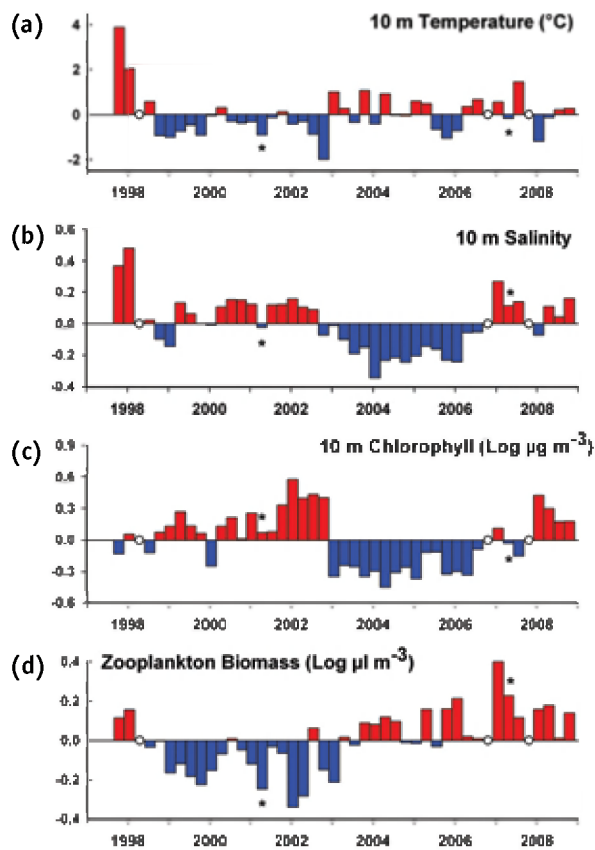 (a)
10 m Temperature (°C)
4
2
0
-2
1998 2000 2002 2004 2006 2008
*
*
(b)
10 m Salinity
0.6
0.4
0.2
0.0
-0.2
-0.4
1998 2000 2002 2004 2006 2008
*
*
(c)
10 m Chlorophyll (Log µg m-3)
0.9
0.6
0.3
0.0
-0.3
-0.6
1998 2000 2002 2004 2006 2008
*
*
(d)
Zooplankton Biomass (Log µl m-3)
0.4
0.2
0.0
-0.2
-0.4
1998 2000 2002 2004 2006 2008
*
*